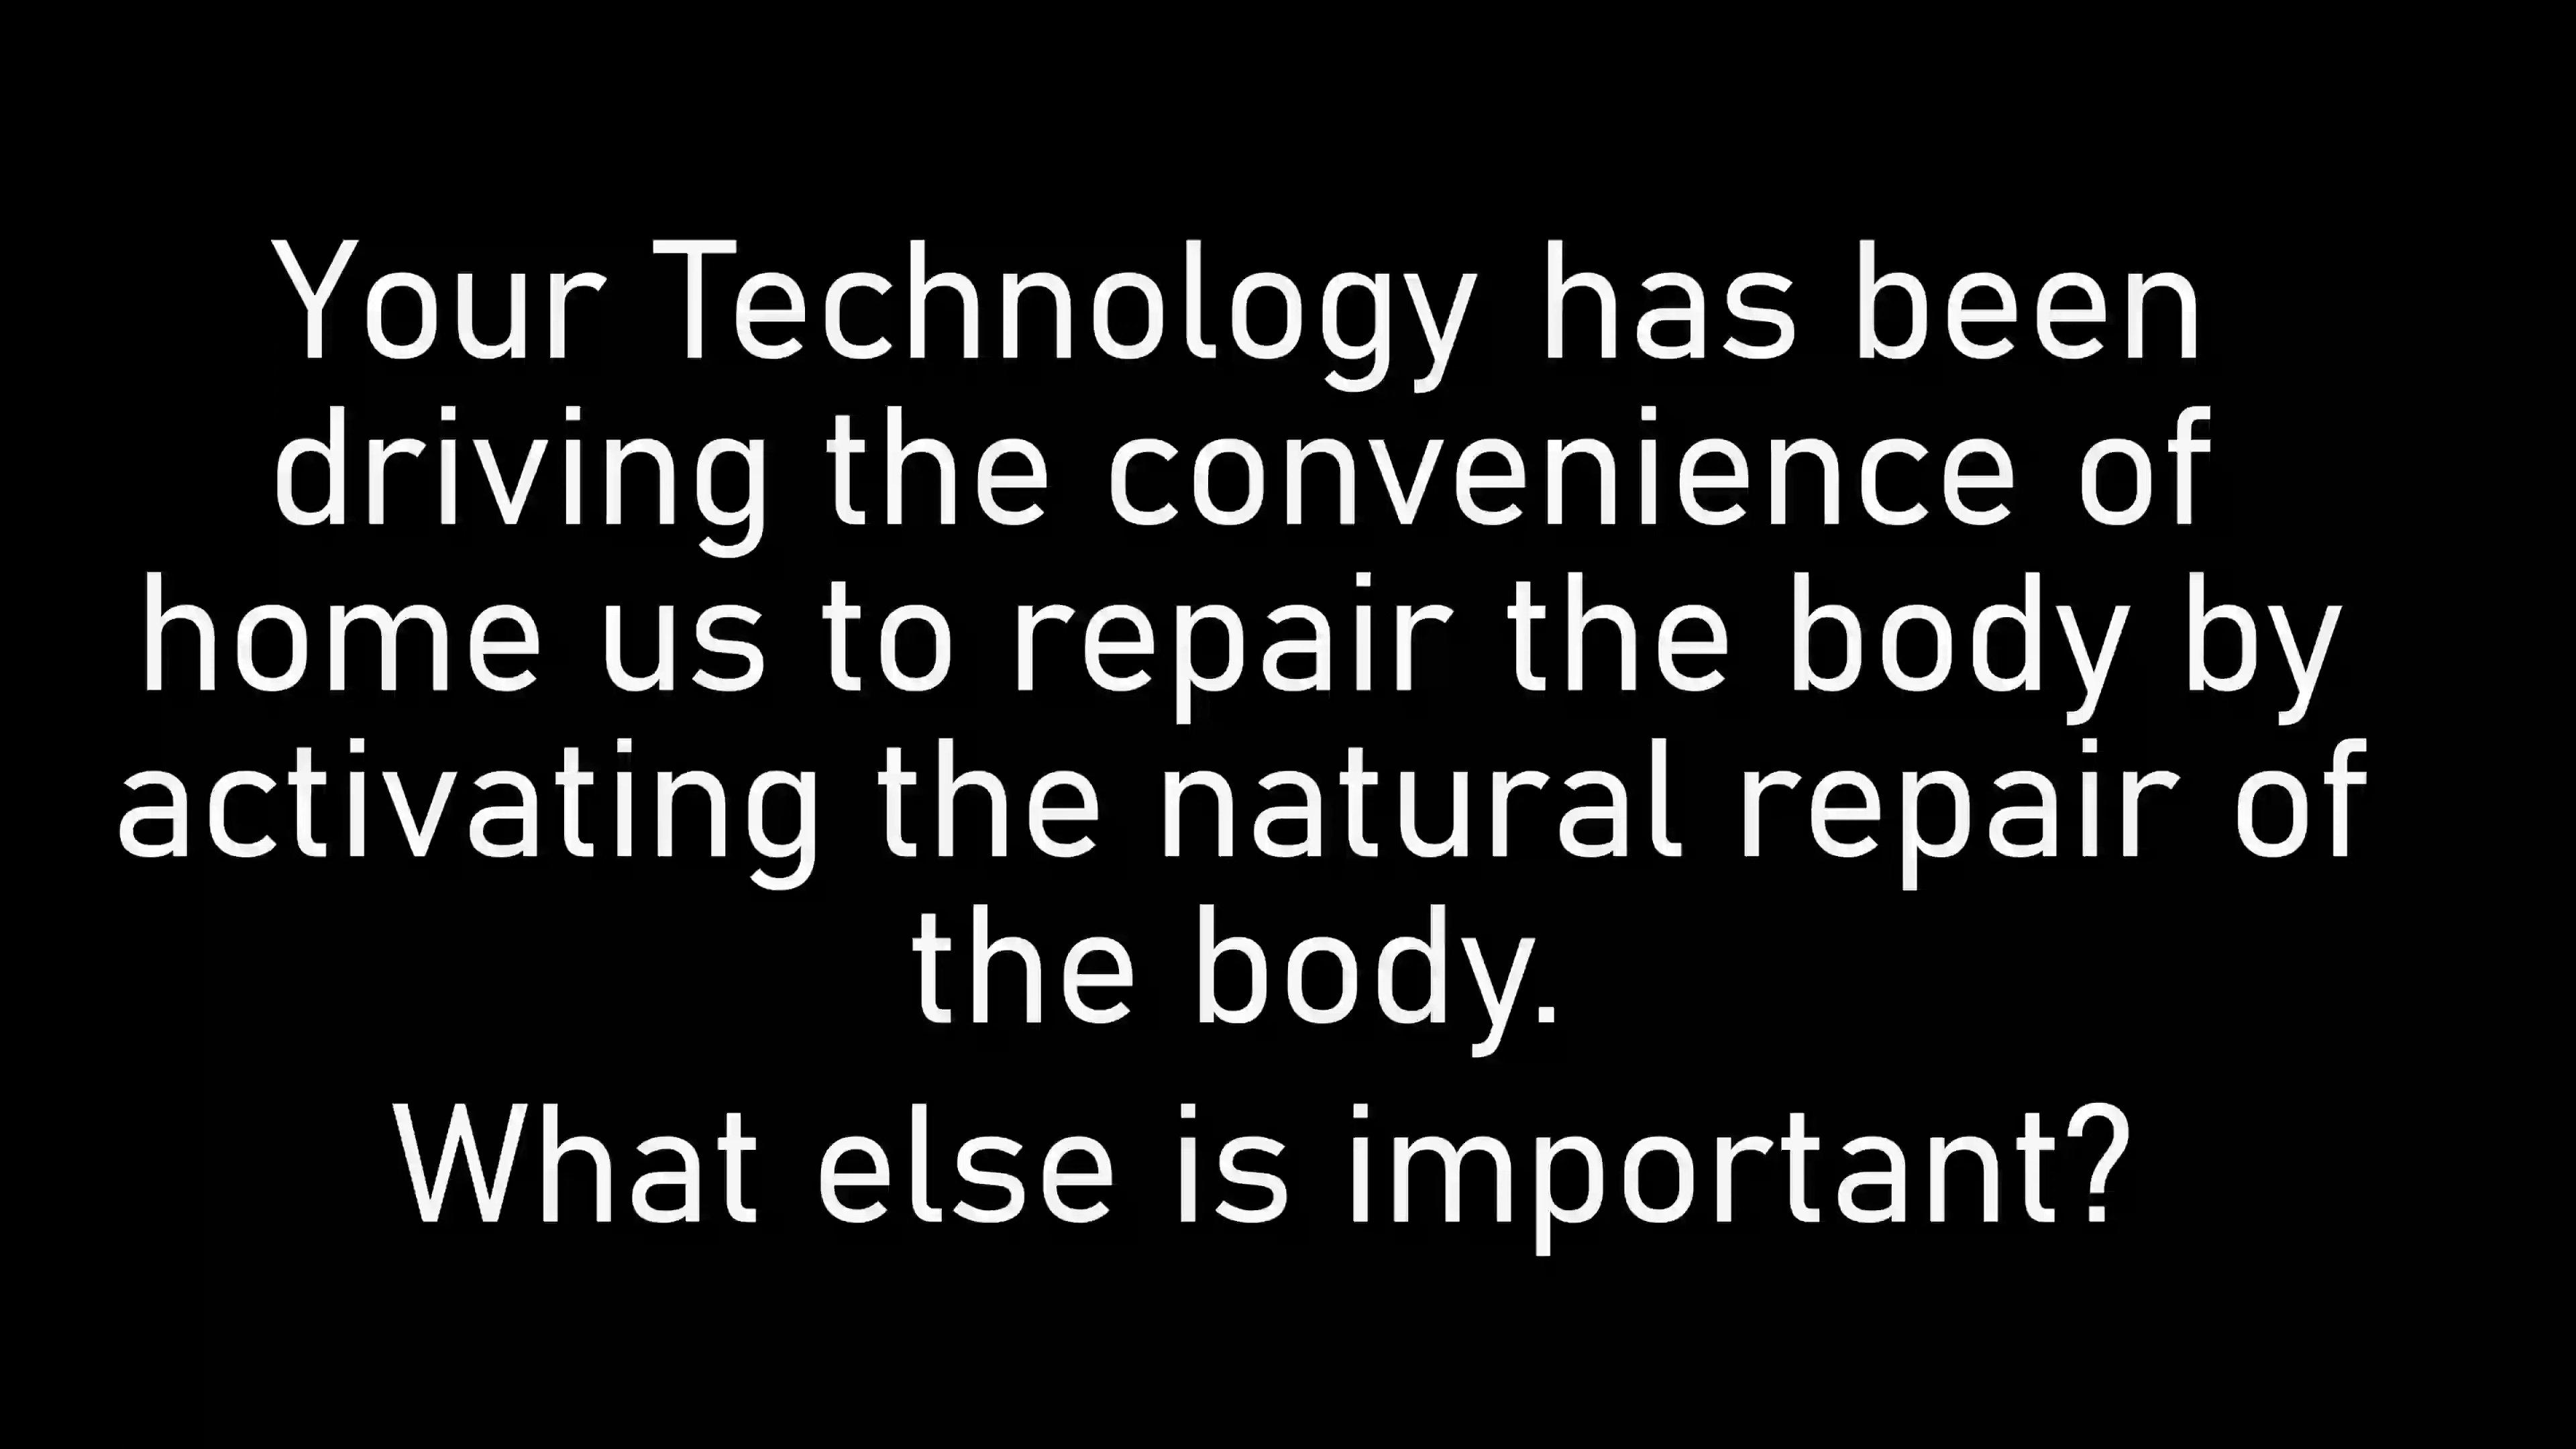 Your Technology has been
driving the convenience of
home us to repair the body by
activating the natural repair of
the body.
What else is important?